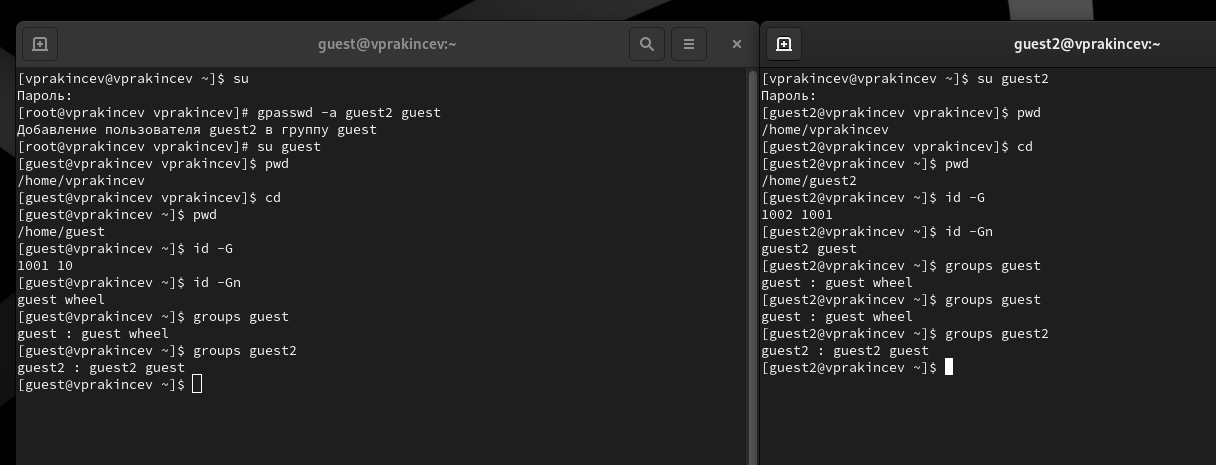 guest@vprakincev:~
[vprakincev@vprakincev ~]$ su
Пароль:
[root@vprakincev vprakincev]# gpasswd -a guest2 guest
Добавление пользователя guest2 в группу guest
[root@vprakincev vprakincev]# su guest
[guest@vprakincev vprakincev]$ pwd
/home/vprakincev
[guest@vprakincev vprakincev]$ cd
[guest@vprakincev ~]$ pwd
/home/guest
[guest@vprakincev ~]$ id -G
1001 10
[guest@vprakincev ~]$ id -Gn
guest wheel
[guest@vprakincev ~]$ groups guest
guest : guest wheel
[guest@vprakincev ~]$ groups guest2
guest2 : guest2 guest
[guest@vprakincev ~]$
guest2@vprakincev:~
[vprakincev@vprakincev ~]$ su guest2
Пароль:
[guest2@vprakincev vprakincev]$ pwd
/home/vprakincev
[guest2@vprakincev vprakincev]$ cd
[guest2@vprakincev ~]$ pwd
/home/guest2
[guest2@vprakincev ~]$ id -G
1002 1001
[guest2@vprakincev ~]$ id -Gn
guest2 guest
[guest2@vprakincev ~]$ groups guest
guest : guest wheel
[guest2@vprakincev ~]$ groups guest
guest : guest wheel
[guest2@vprakincev ~]$ groups guest2
guest2 : guest2 guest
[guest2@vprakincev ~]$